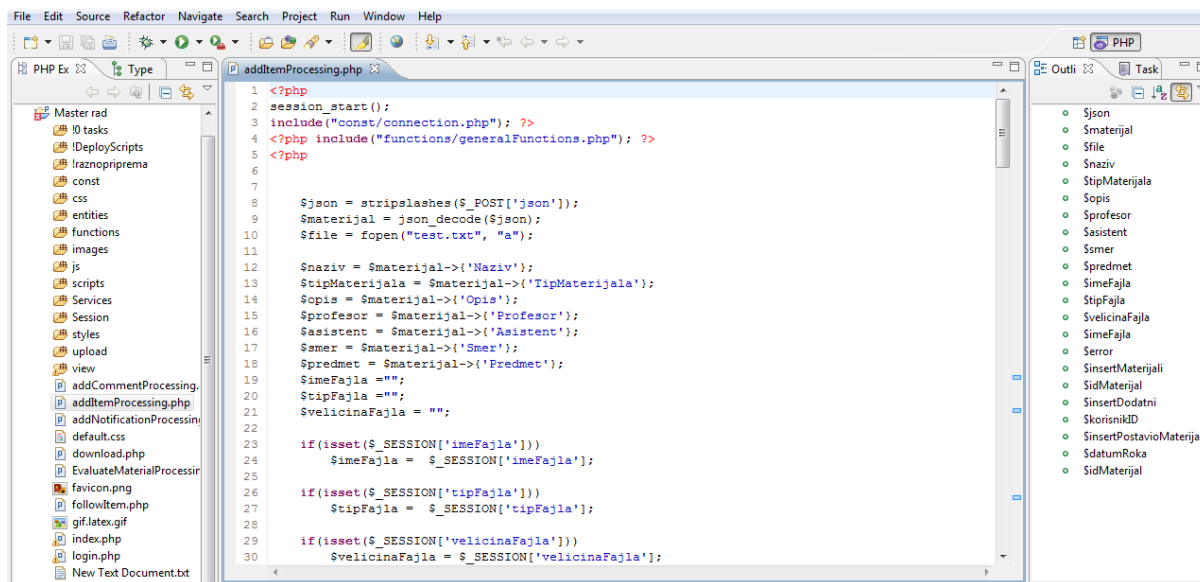 File Edit Source Refactor Navigate Search Project Run Window Help
PHP
PHP Ex
Type
addItemProcessing.php
Outli
Task
Master rad
!0 tasks
!DeployScripts
!raznopriprema
const
css
entities
functions
images
js
scripts
Services
Session
styles
upload
view
addCommentProcessing.
addItemProcessing.php
addNotificationProcessing
default.css
download.php
EvaluateMaterialProcessin
favicon.png
followItem.php
gif.latex.gif
index.php
login.php
New Text Document.txt
1 <?php
2 session_start();
3 include("const/connection.php"); ?>
4 <?php include("functions/generalFunctions.php"); ?>
5 <?php
6
7
8 $json = stripslashes($_POST['json']);
9 $materijal = json_decode($json);
10 $file = fopen("test.txt", "a");
11
12 $naziv = $materijal->{'Naziv'};
13 $tipMaterijala = $materijal->{'TipMaterijala'};
14 $opis = $materijal->{'Opis'};
15 $profesor = $materijal->{'Profesor'};
16 $asistent = $materijal->{'Asistent'};
17 $smer = $materijal->{'Smer'};
18 $predmet = $materijal->{'Predmet'};
19 $imeFajla ="";
20 $tipFajla ="";
21 $velicinaFajla = "";
22
23 if(isset($_SESSION['imeFajla']))
24 $imeFajla =  $_SESSION['imeFajla'];
25
26 if(isset($_SESSION['tipFajla']))
27 $tipFajla =  $_SESSION['tipFajla'];
28
29 if(isset($_SESSION['velicinaFajla']))
30 $velicinaFajla = $_SESSION['velicinaFajla'];
$json
$materijal
$file
$naziv
$tipMaterijala
$opis
$profesor
$asistent
$smer
$predmet
$imeFajla
$tipFajla
$velicinaFajla
$imeFajla
$error
$insertMaterijali
$idMaterijal
$insertDodatni
$korisnikID
$insertPostavioMaterija
$datumRoka
$idMaterijal